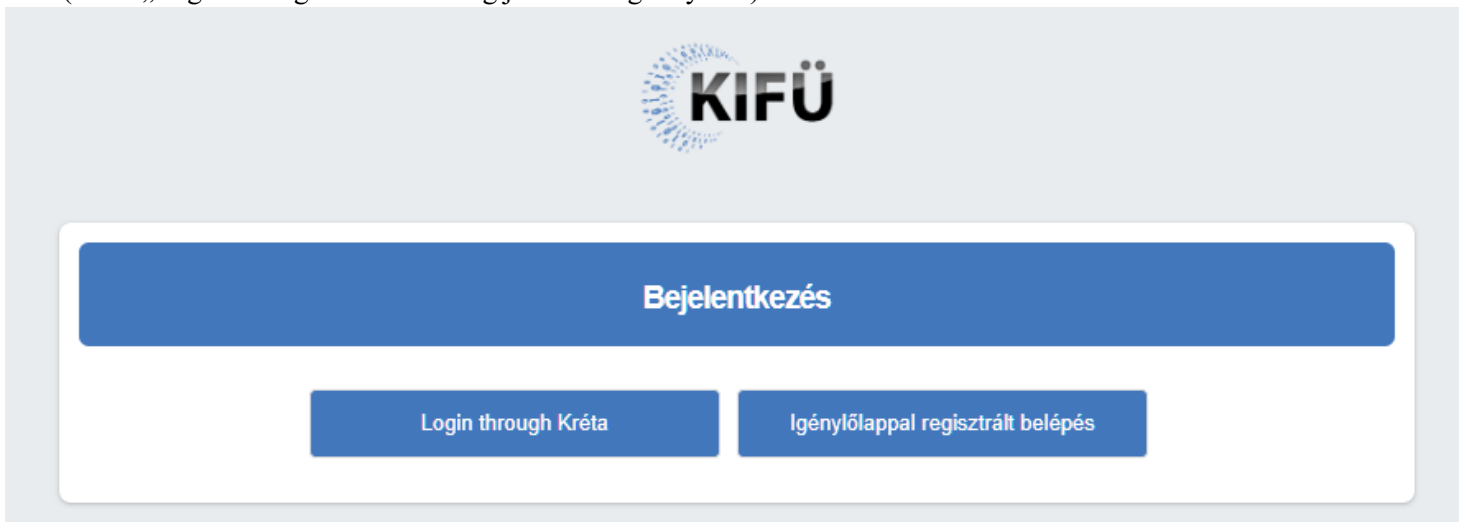 KIFÜ
Bejelentkezés
Login through Kréta
Igénylőlappal regisztrált belépés